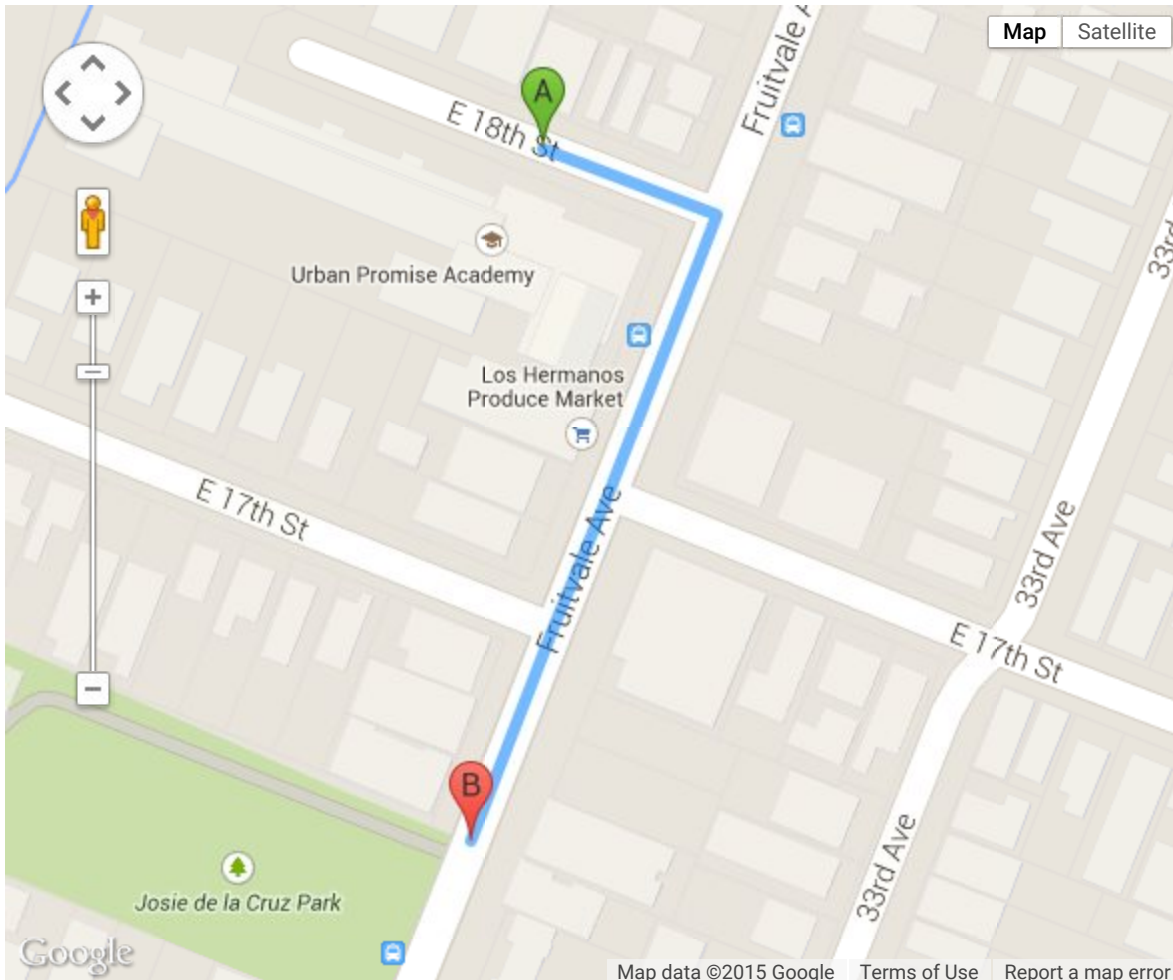 Map Satellite
Fruitvale A
A
E 18th St
33rd
Urban Promise Academy
Los Hermanos
Produce Market
E 17th St
Fruitvale Ave
33rd Ave
E 17th St
B
33rd Ave
Josie de la Cruz Park
Google
Map data ©2015 Google Terms of Use Report a map error